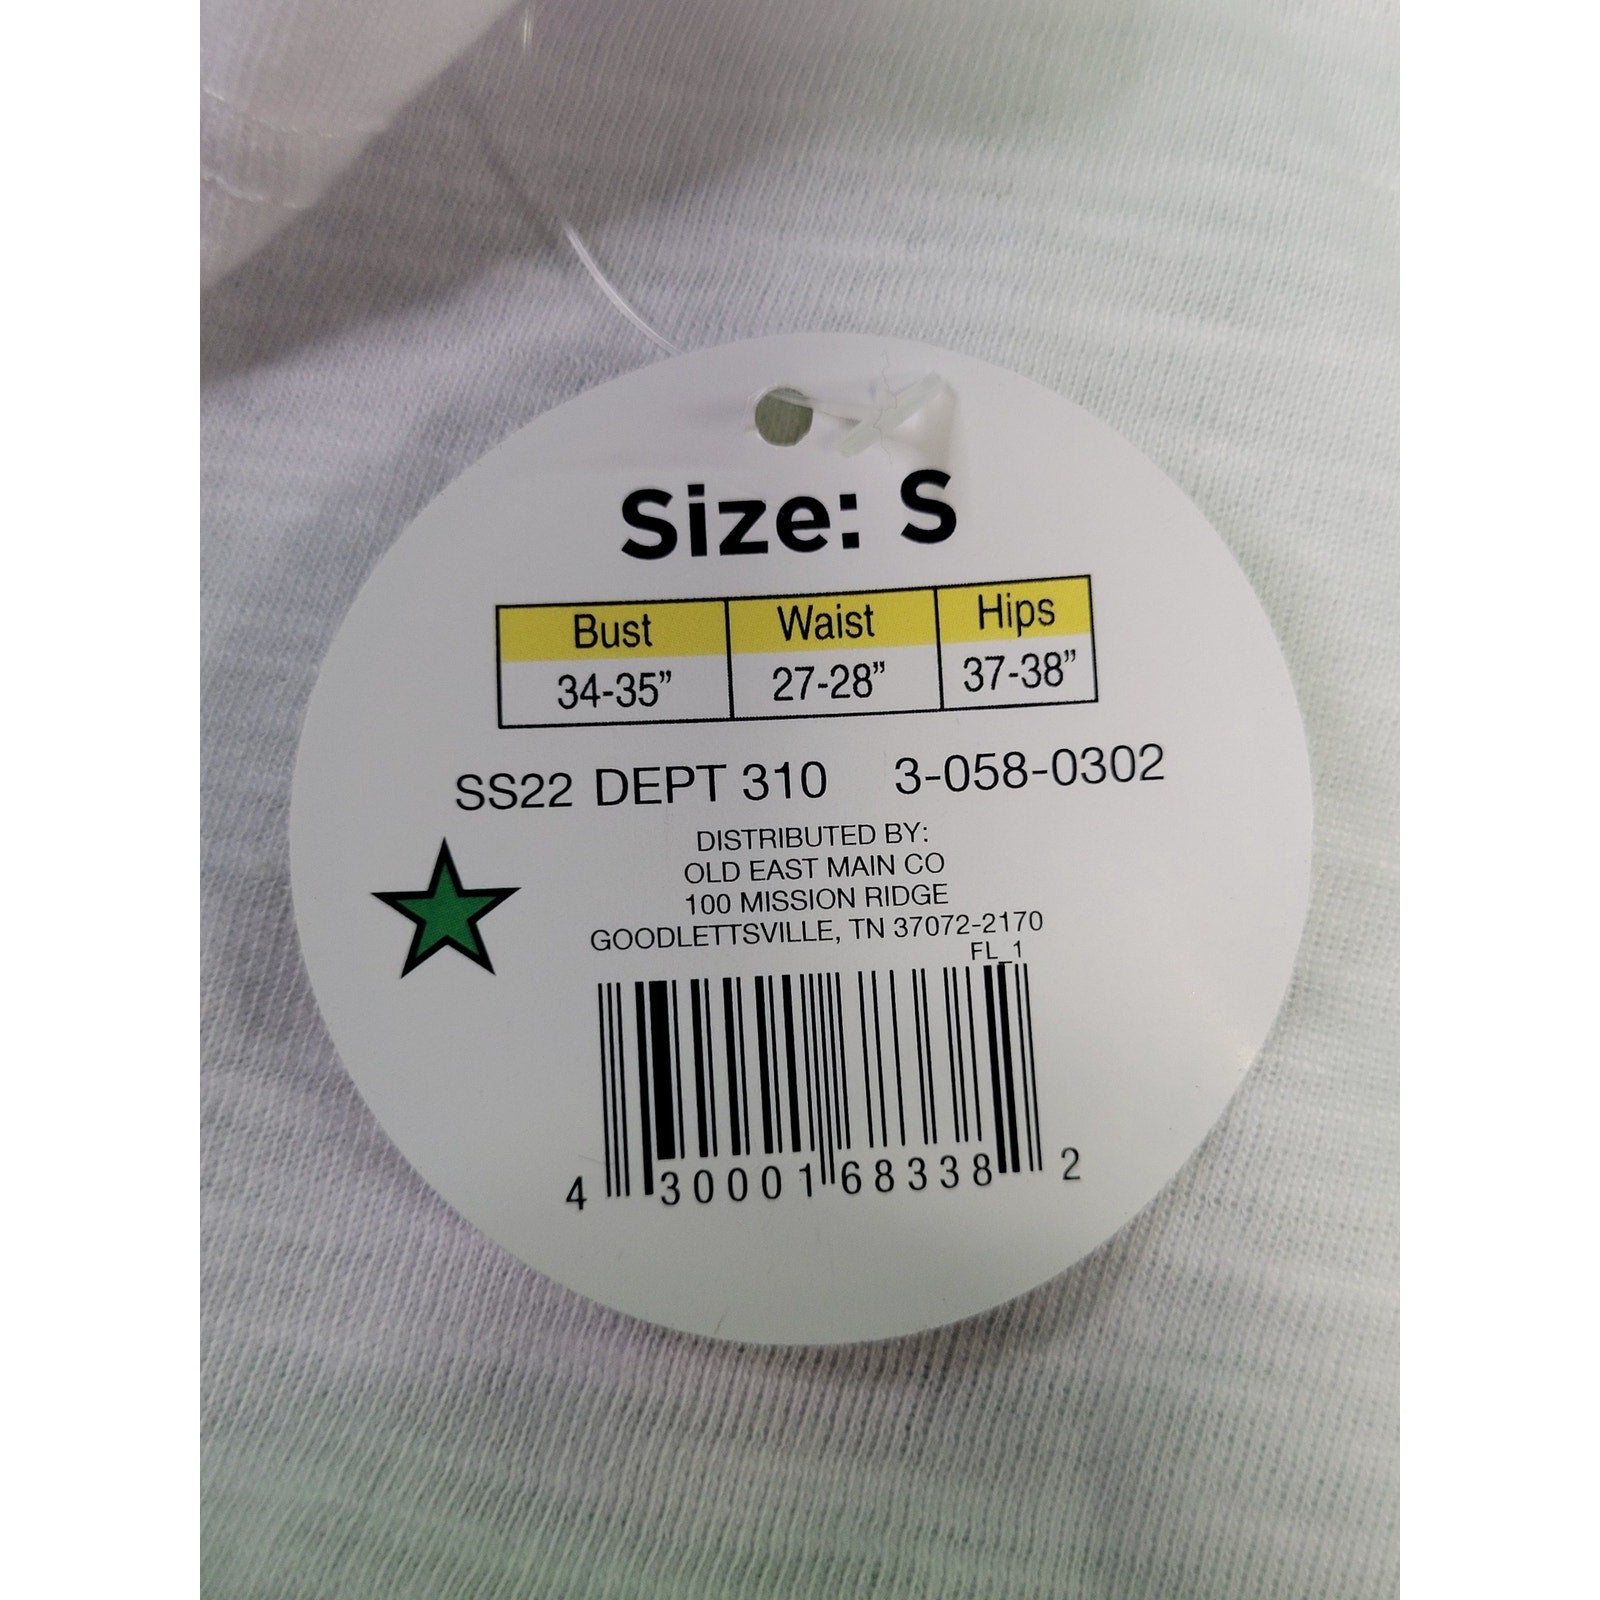 Size: S
Bust Waist Hips
34-35” 27-28” 37-38”
SS22 DEPT 310 3-058-0302
DISTRIBUTED BY:
OLD EAST MAIN CO
100 MISSION RIDGE
GOODLETTSVILLE, TN 37072-2170
FL_1
4 30001 68338 2